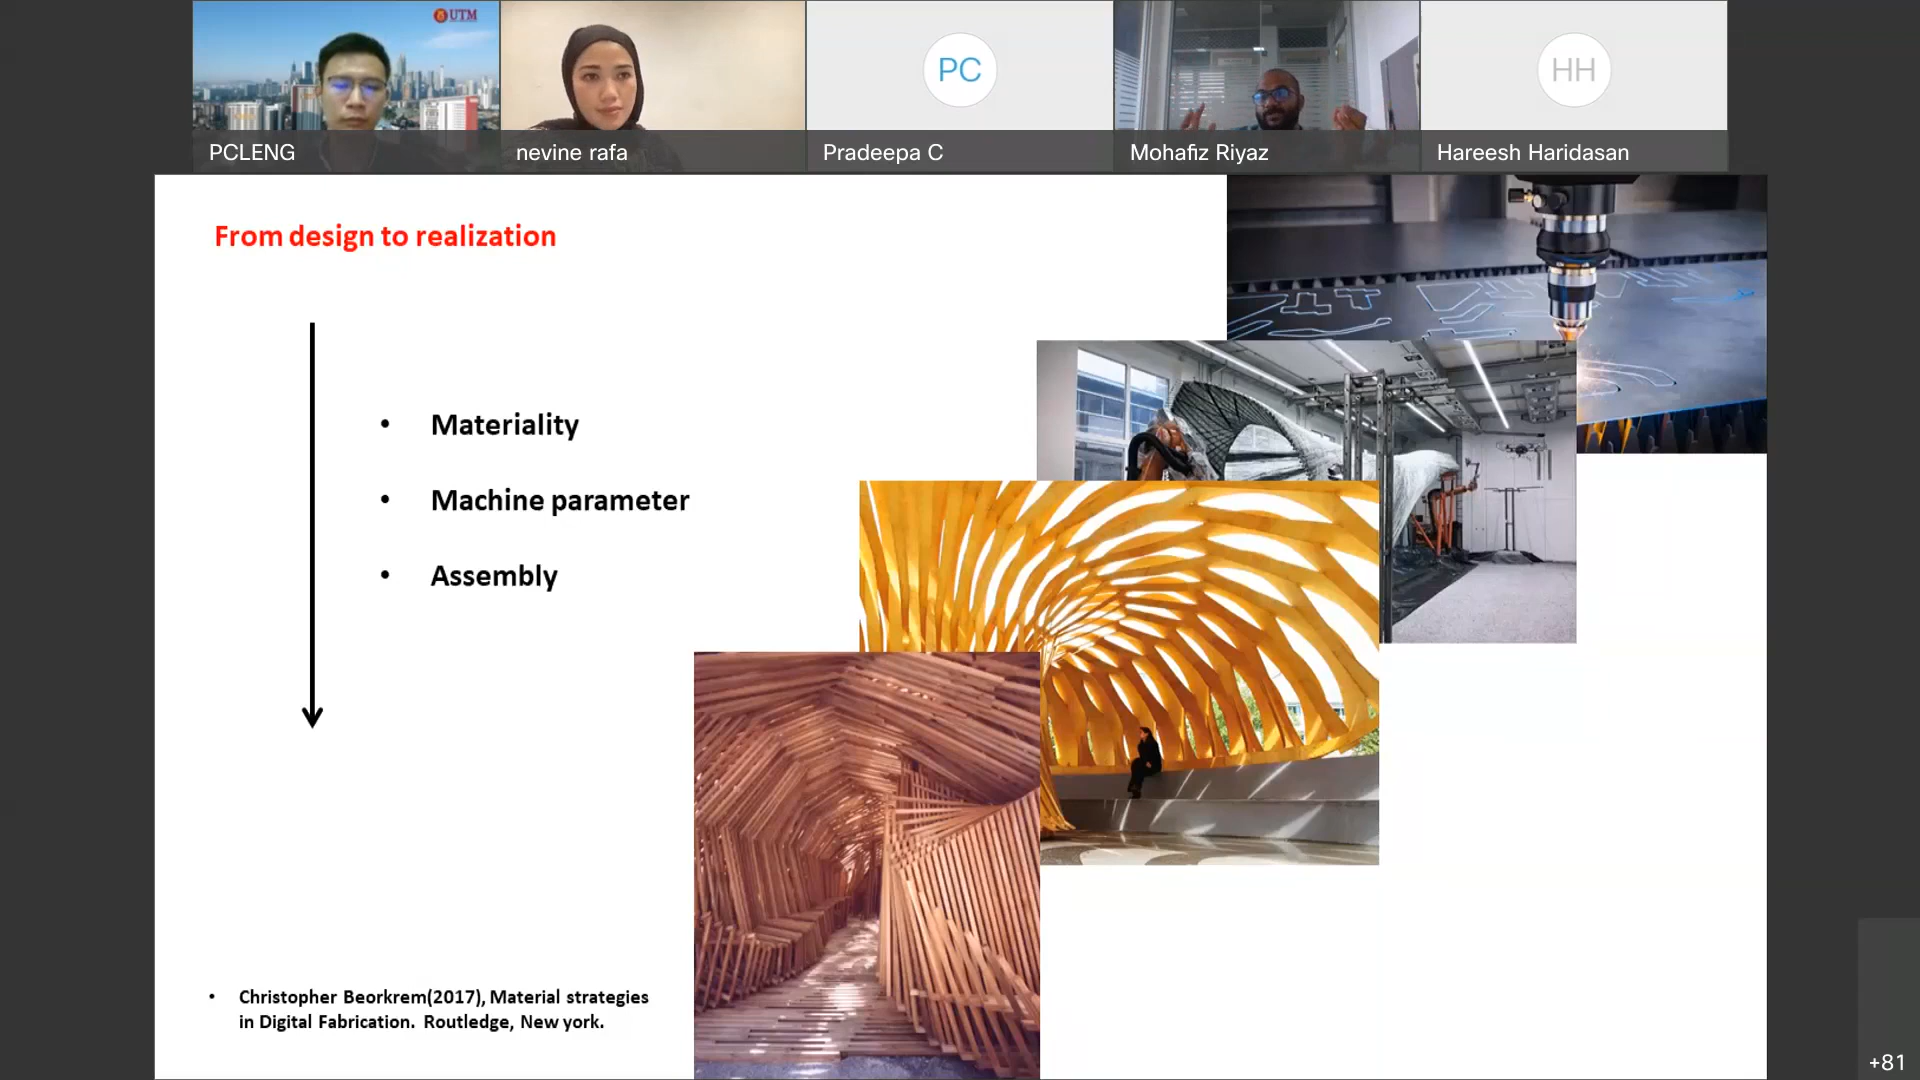 UTM
PC
HH
PCLENG
nevine rafa
Pradeepa C
Mohafiz Riyaz
Hareesh Haridasan
From design to realization
• Materiality
• Machine parameter
• Assembly
• Christopher Beorkrem(2017), Material strategies
in Digital Fabrication. Routledge, New york.
+81